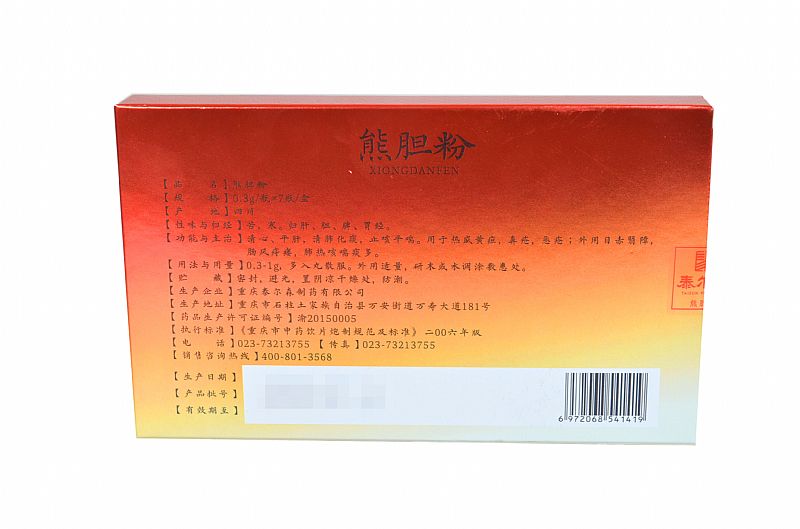 熊胆粉
XIONGDANFEN
【品　　名】熊胆粉
【规　　格】0.3g/瓶×7瓶/盒
【产　　地】四川
【性味与归经】苦，寒。归肝、胆、脾、胃经。
【功能与主治】清心、平肝，清肺化痰，止咳平喘。用于热盛黄疸，暴痧，恶疮；外用目赤翳障，
肠风痔瘘，肺热咳喘痰多。
【用法与用量】0.3-1g，多入丸散服。外用适量，研末或水调涂敷患处。
【贮　　藏】密封，避光，置阴凉干燥处，防潮。
【生产企业】重庆泰尔森制药有限公司
【生产地址】重庆市石柱土家族自治县万安街道万寿大道181号
【药品生产许可证编号】渝20150005
【执行标准】《重庆市中药饮片炮制规范及标准》二00六年版
【电　　话】023-73213755【传真】023-73213755
【销售咨询热线】400-801-3568
【生产日期】
【产品批号】
【有效期至】
6 972068 541419
泰
熊胆